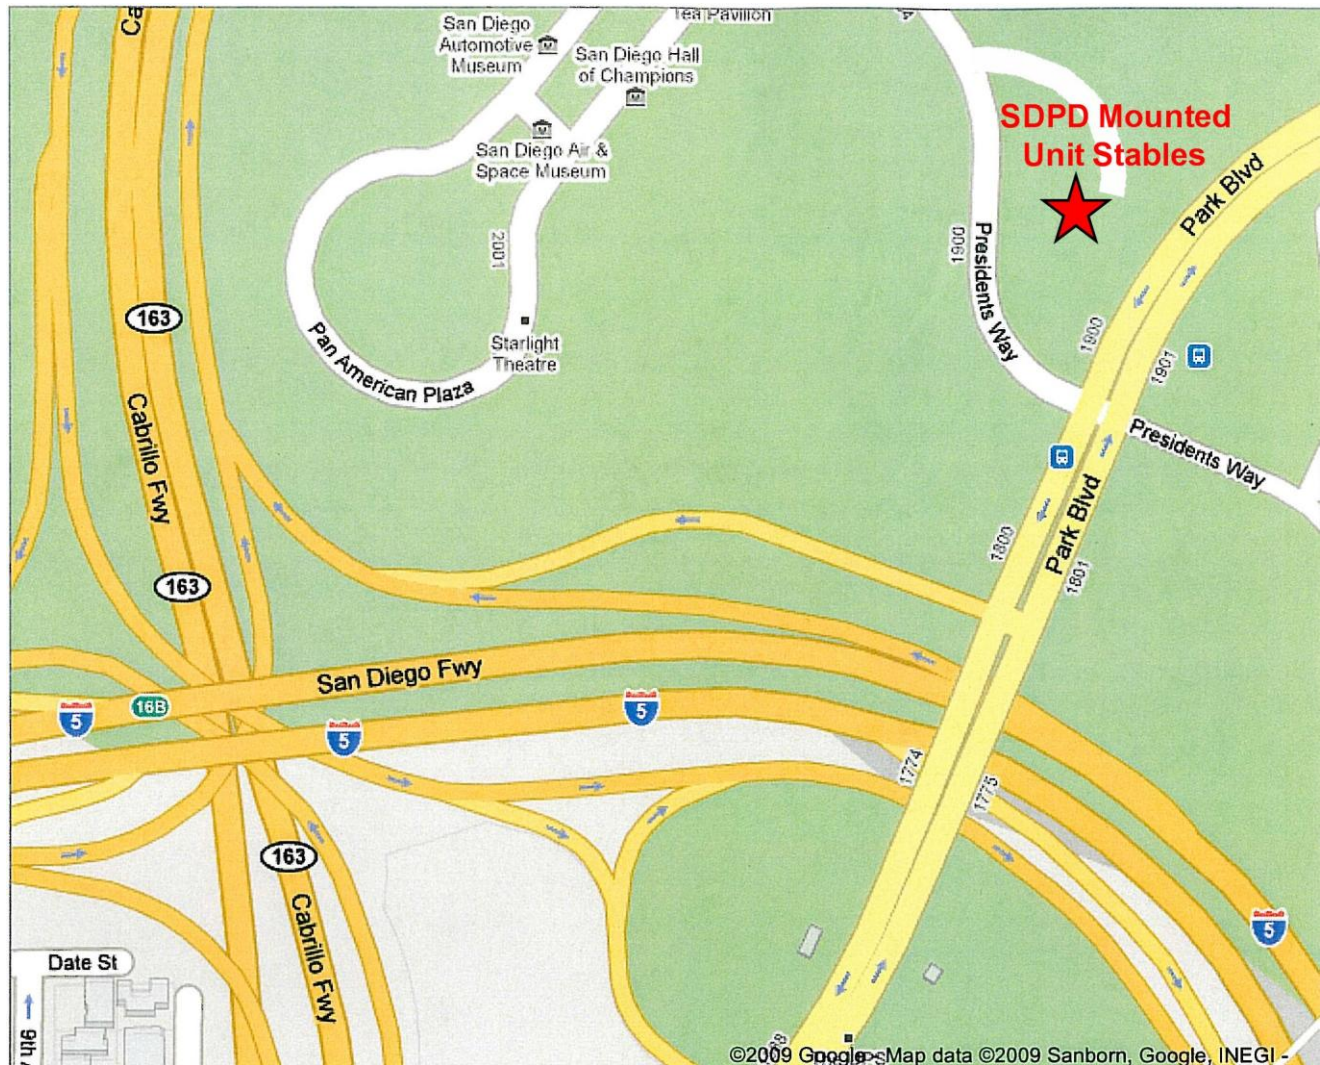 Ca
San Diego
Automotive
Museum
Tea Pavilion
San Diego Hall
of Champions
San Diego Air &
Space Museum
SDPD Mounted
Unit Stables
Park Blvd
2001
1900
Presidents Way
1900
1901
163
Pan American Plaza
Starlight
Theatre
Cabrillo Fwy
Presidents Way
Park Blvd
1800
1801
163
San Diego Fwy
5
16B
5
5
1774
1775
163
Cabrillo Fwy
5
Date St
9th
©2009 Google - Map data ©2009 Sanborn, Google, INEGI -